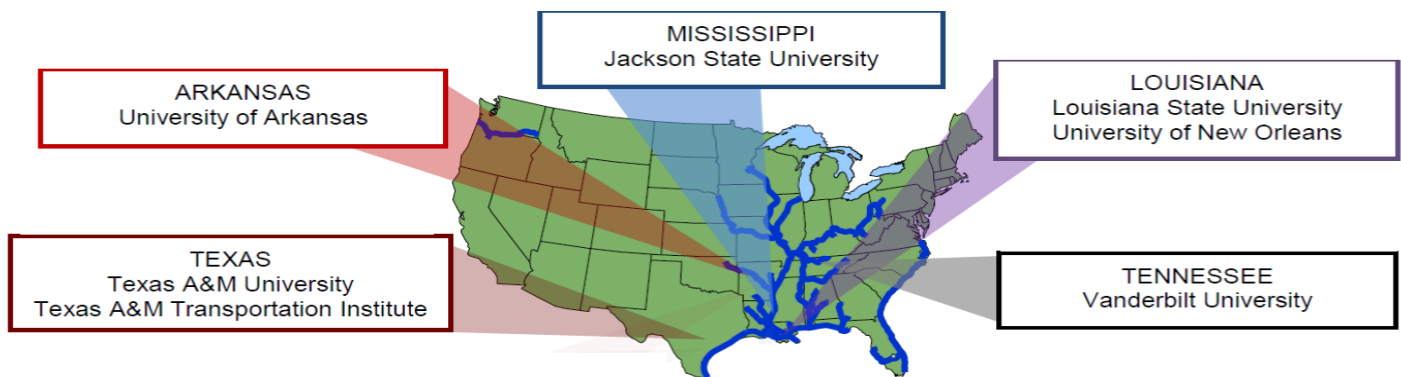 MISSISSIPPI
Jackson State University
ARKANSAS
University of Arkansas
LOUISIANA
Louisiana State University
University of New Orleans
TEXAS
Texas A&M University
Texas A&M Transportation Institute
TENNESSEE
Vanderbilt University